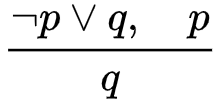 ¬p ∨ q, p
q